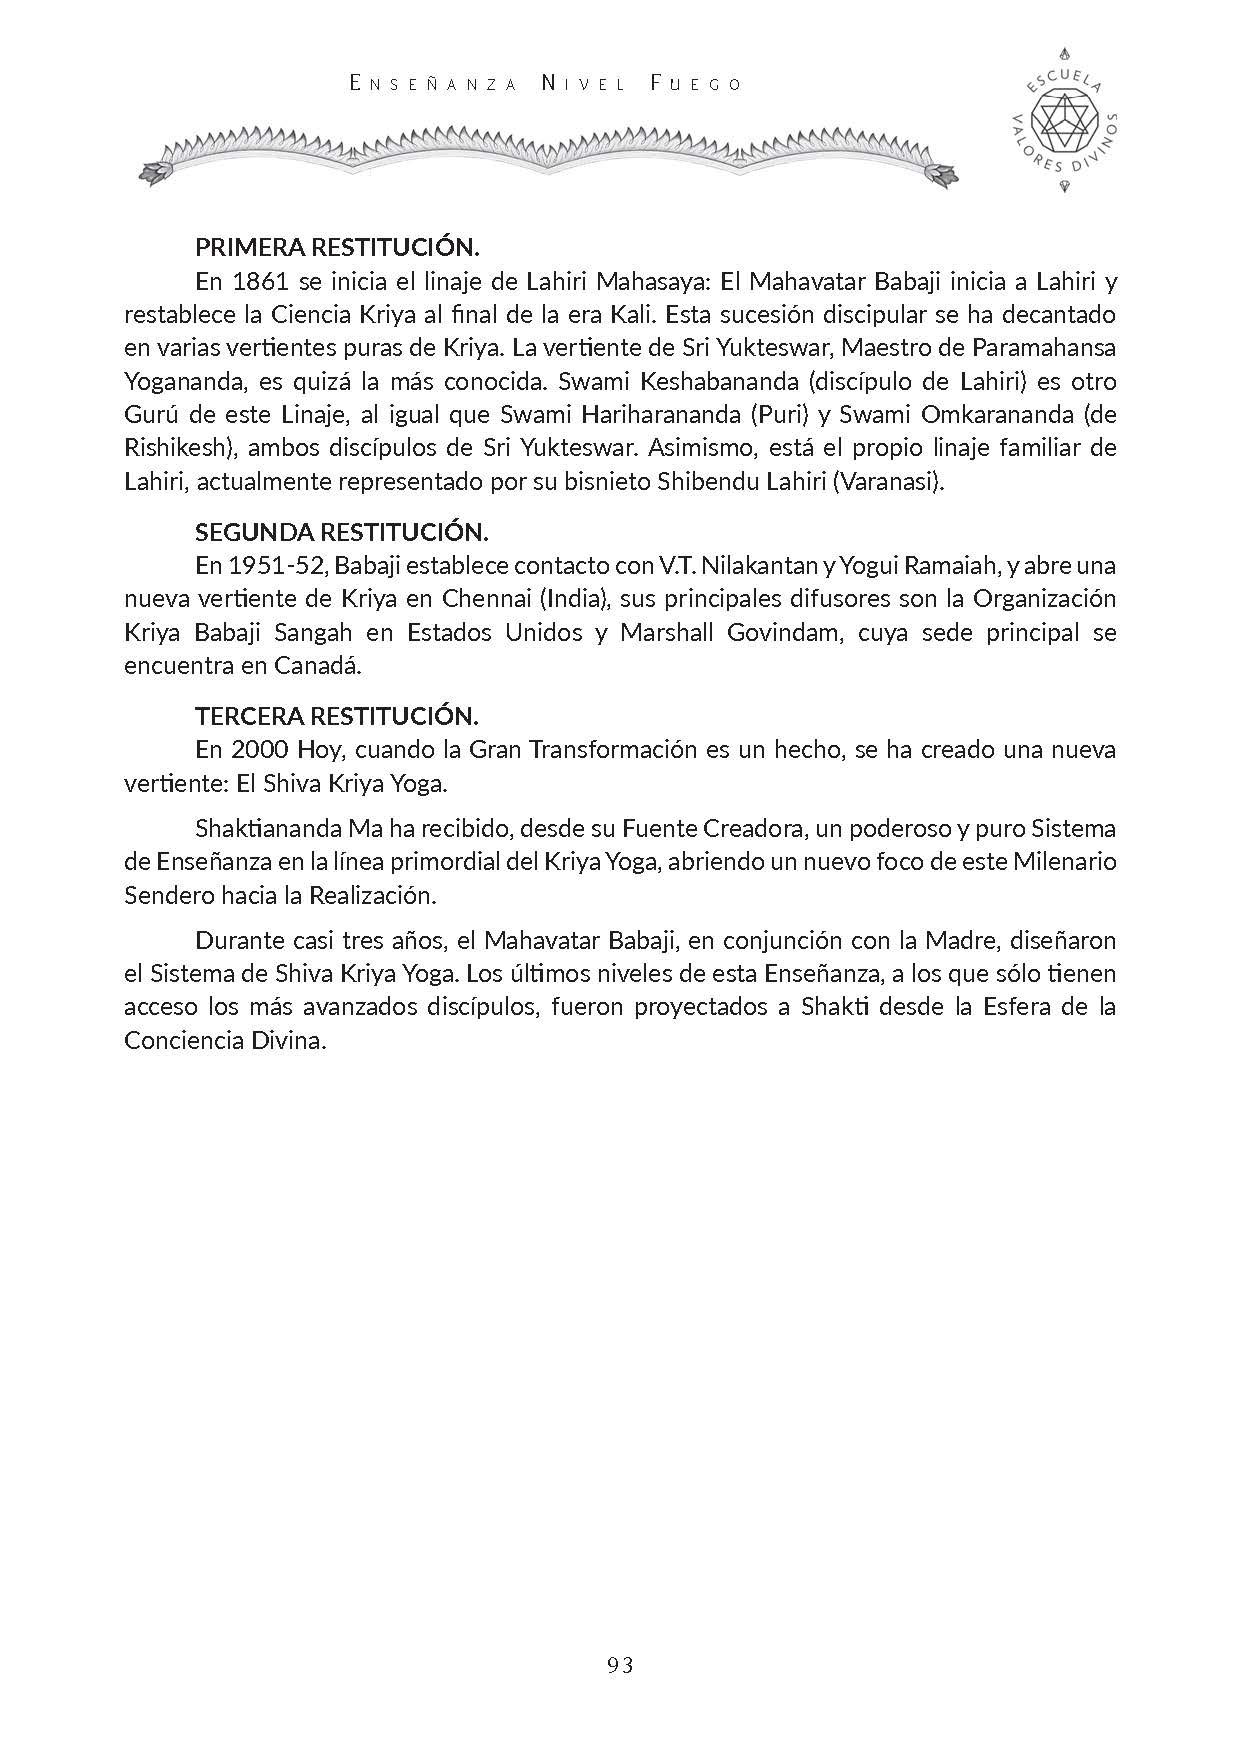 Enseñanza Nivel Fuego
ESCUELA
VALORES DIVINOS
PRIMERA RESTITUCIÓN.
En 1861 se inicia el linaje de Lahiri Mahasaya: El Mahavatar Babaji inicia a Lahiri y
restablece la Ciencia Kriya al final de la era Kali. Esta sucesión discipular se ha decantado
en varias vertientes puras de Kriya. La vertiente de Sri Yukteswar, Maestro de Paramahansa
Yogananda, es quizá la más conocida. Swami Keshabananda (discípulo de Lahiri) es otro
Gurú de este Linaje, al igual que Swami Hariharananda (Puri) y Swami Omkarananda (de
Rishikesh), ambos discípulos de Sri Yukteswar. Asimismo, está el propio linaje familiar de
Lahiri, actualmente representado por su bisnieto Shibendu Lahiri (Varanasi).
SEGUNDA RESTITUCIÓN.
En 1951-52, Babaji establece contacto con V.T. Nilakantan y Yogui Ramaiah, y abre una
nueva vertiente de Kriya en Chennai (India), sus principales difusores son la Organización
Kriya Babaji Sangah en Estados Unidos y Marshall Govindam, cuya sede principal se
encuentra en Canadá.
TERCERA RESTITUCIÓN.
En 2000 Hoy, cuando la Gran Transformación es un hecho, se ha creado una nueva
vertiente: El Shiva Kriya Yoga.
Shaktiananda Ma ha recibido, desde su Fuente Creadora, un poderoso y puro Sistema
de Enseñanza en la línea primordial del Kriya Yoga, abriendo un nuevo foco de este Milenario
Sendero hacia la Realización.
Durante casi tres años, el Mahavatar Babaji, en conjunción con la Madre, diseñaron
el Sistema de Shiva Kriya Yoga. Los últimos niveles de esta Enseñanza, a los que sólo tienen
acceso los más avanzados discípulos, fueron proyectados a Shakti desde la Esfera de la
Conciencia Divina.
93